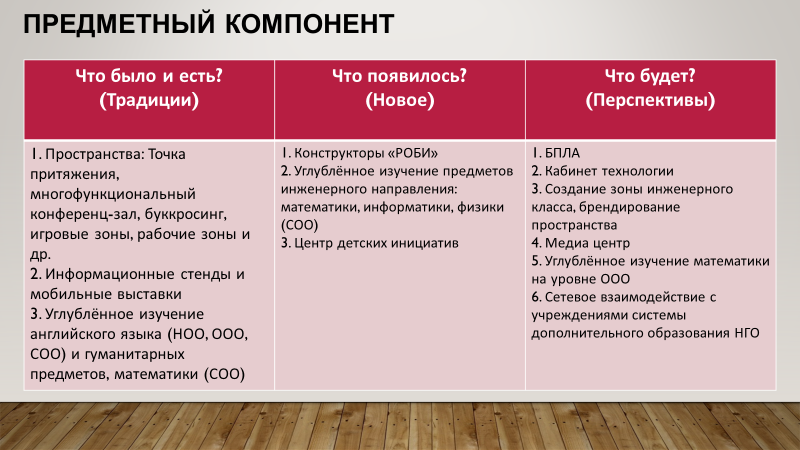 ПРЕДМЕТНЫЙ КОМПОНЕНТ
Что было и есть?
(Традиции)
Что появилось?
(Новое)
Что будет?
(Перспективы)
1. Пространства: Точка
притяжения,
многофункциональный
конференц-зал, буккросинг,
игровые зоны, рабочие зоны и
др.
2. Информационные стенды и
мобильные выставки
3. Углублённое изучение
английского языка (НОО, ООО,
СОО) и гуманитарных
предметов, математики (СОО)
1. Конструкторы «РОБИ»
2. Углублённое изучение предметов
инженерного направления:
математики, информатики, физики
(СОО)
3. Центр детских инициатив
1. БПЛА
2. Кабинет технологии
3. Создание зоны инженерного
класса, брендирование
пространства
4. Медиа центр
5. Углублённое изучение математики
на уровне ООО
6. Сетевое взаимодействие с
учреждениями системы
дополнительного образования НГО